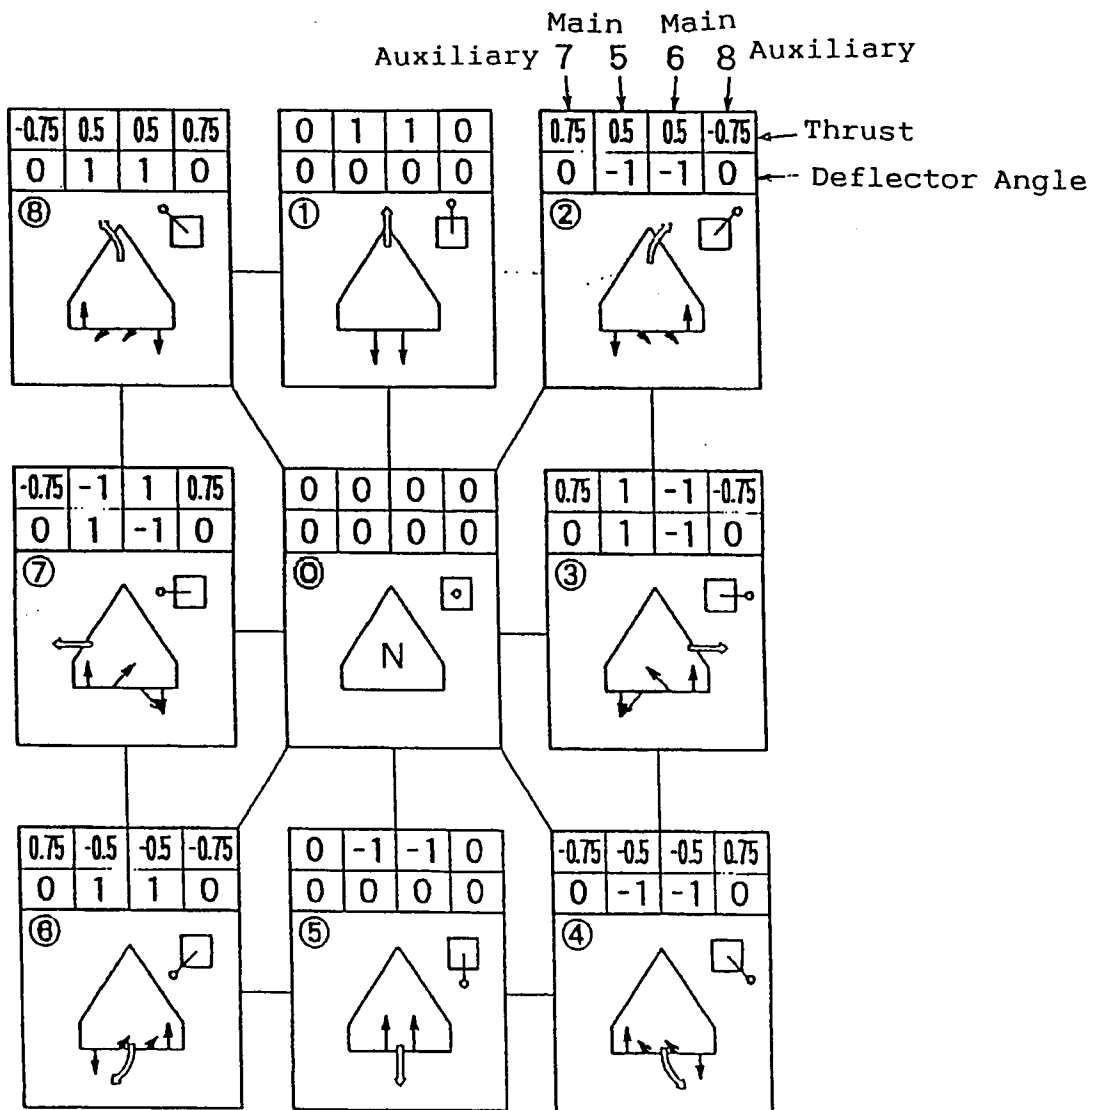 Main Main
Auxiliary 7 5 6 8 Auxiliary
-0.75 0.5 0.5 0.75
0 1 1 0
⑧
0 1 1 0
0 0 0 0
①
0.75 0.5 0.5 -0.75 Thrust
0 -1 -1 0 Deflector Angle
②
-0.75 -1 1 0.75
0 1 -1 0
⑦
0 0 0 0
0 0 0 0
⓪
N
0.75 1 -1 -0.75
0 1 -1 0
③
0.75 -0.5 -0.5 -0.75
0 1 1 0
⑥
0 -1 -1 0
0 0 0 0
⑤
-0.75 -0.5 -0.5 0.75
0 -1 -1 0
④